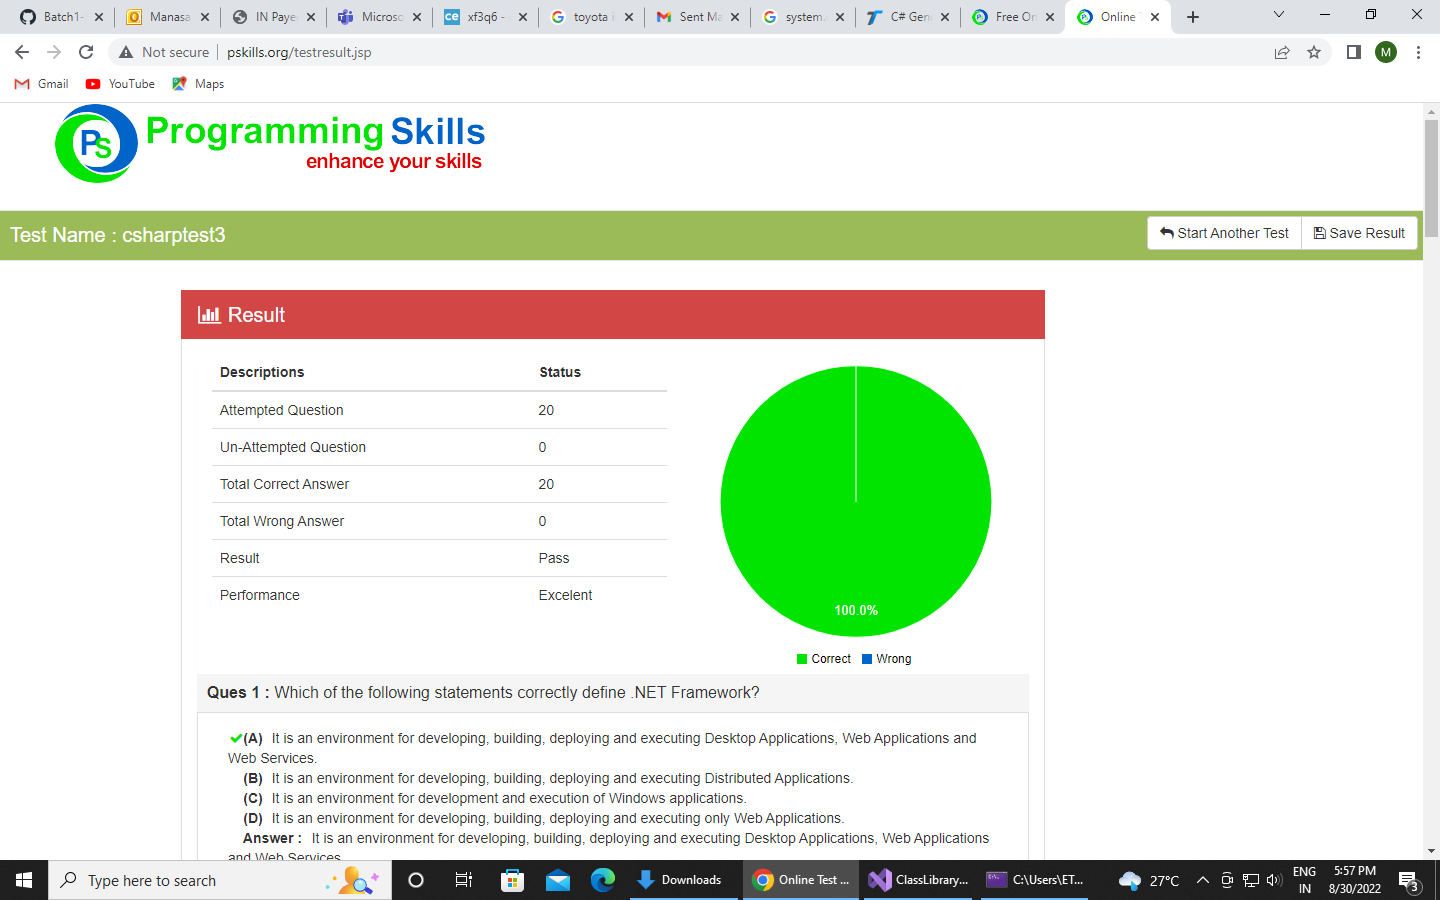 Batch1-
Manasa
IN Paye
Microso
xf3q6 -
toyota i
Sent Ma
system.
C# Gen
Free On
Online T
Not secure
pskills.org/testresult.jsp
M
Gmail
YouTube
Maps
PS
Programming Skills
enhance your skills
Test Name : csharptest3
Start Another Test
Save Result
Result
Descriptions Status
Attempted Question 20
Un-Attempted Question 0
Total Correct Answer 20
Total Wrong Answer 0
Result Pass
Performance Excelent
100.0%
Correct Wrong
Ques 1 : Which of the following statements correctly define .NET Framework?
(A) It is an environment for developing, building, deploying and executing Desktop Applications, Web Applications and
Web Services.
(B) It is an environment for developing, building, deploying and executing Distributed Applications.
(C) It is an environment for development and execution of Windows applications.
(D) It is an environment for developing, building, deploying and executing only Web Applications.
Answer : It is an environment for developing, building, deploying and executing Desktop Applications, Web Applications
and Web Services
Type here to search
Downloads
Online Test ...
ClassLibrary...
C:\Users\ET...
27°C
ENG
IN
5:57 PM
8/30/2022
3